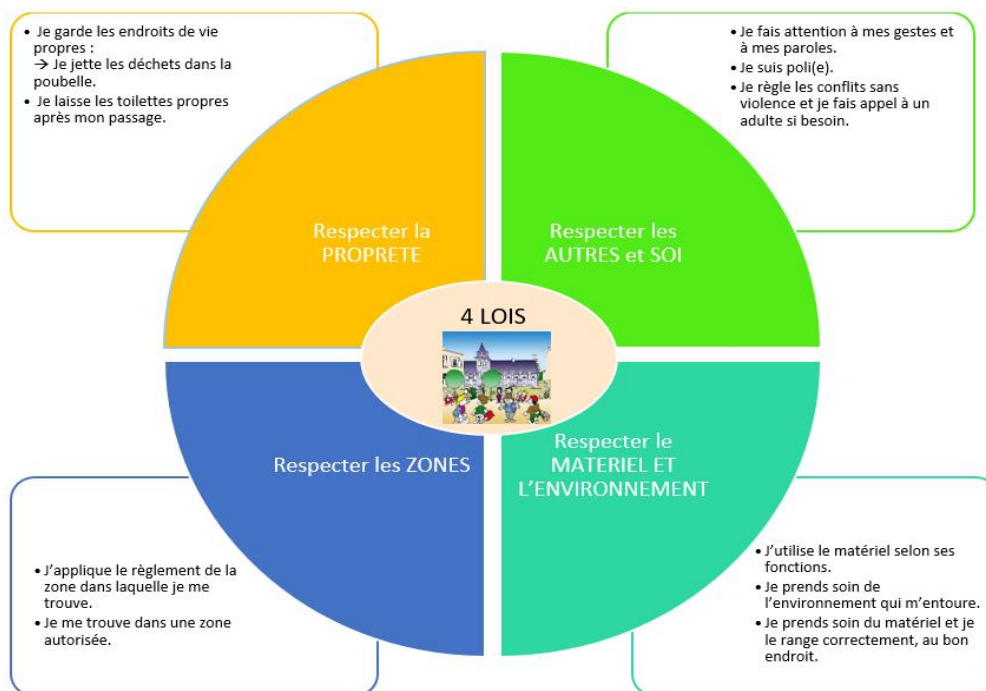 • Je garde les endroits de vie
propres :
→ Je jette les déchets dans la
poubelle.
• Je laisse les toilettes propres
après mon passage.
• Je fais attention à mes gestes et
à mes paroles.
• Je suis poli(e).
• Je règle les conflits sans
violence et je fais appel à un
adulte si besoin.
Respecter la
PROPRETE
Respecter les
AUTRES et SOI
4 LOIS
Respecter les ZONES
Respecter le
MATERIEL ET
L'ENVIRONNEMENT
• J'applique le règlement de la
zone dans laquelle je me
trouve.
• Je me trouve dans une zone
autorisée.
• J'utilise le matériel selon ses
fonctions.
• Je prends soin de
l'environnement qui m'entoure.
• Je prends soin du matériel et je
le range correctement, au bon
endroit.